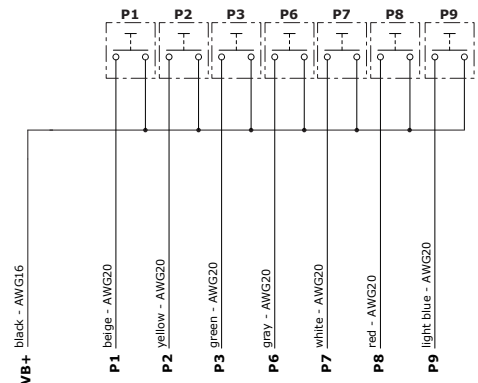 P1 P2 P3 P6 P7 P8 P9
black - AWG16
beige - AWG20
yellow - AWG20
green - AWG20
gray - AWG20
white - AWG20
red - AWG20
light blue - AWG20
VB+ P1 P2 P3 P6 P7 P8 P9